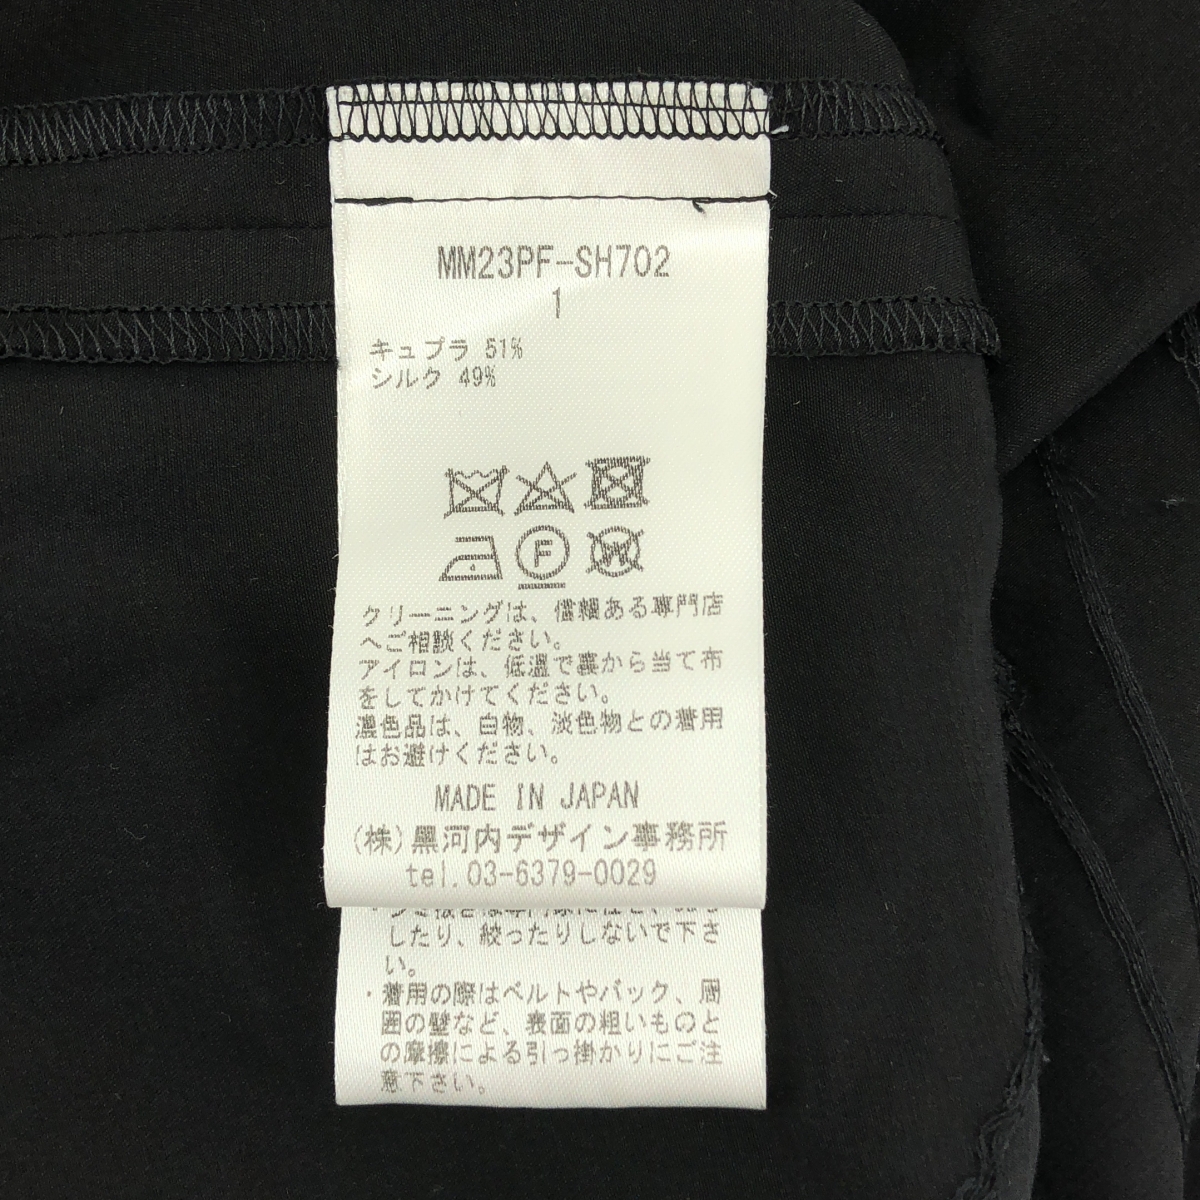 MM23PF-SH702
1
キュプラ 51%
シルク 49%
F
W
クリーニングは、信頼ある専門店
へご相談ください。
アイロンは、低温で裏から当て布
をしてかけてください。
濃色品は、白物、淡色物との着用
はお避けください。
MADE IN JAPAN
(株)黒河内デザイン事務所
tel.03-6379-0029
したり、絞ったりしないで下さ
い。
・着用の際はベルトやバック、周
囲の壁など、表面の粗いものと
の摩擦による引っ掛かりにご注
意下さい。